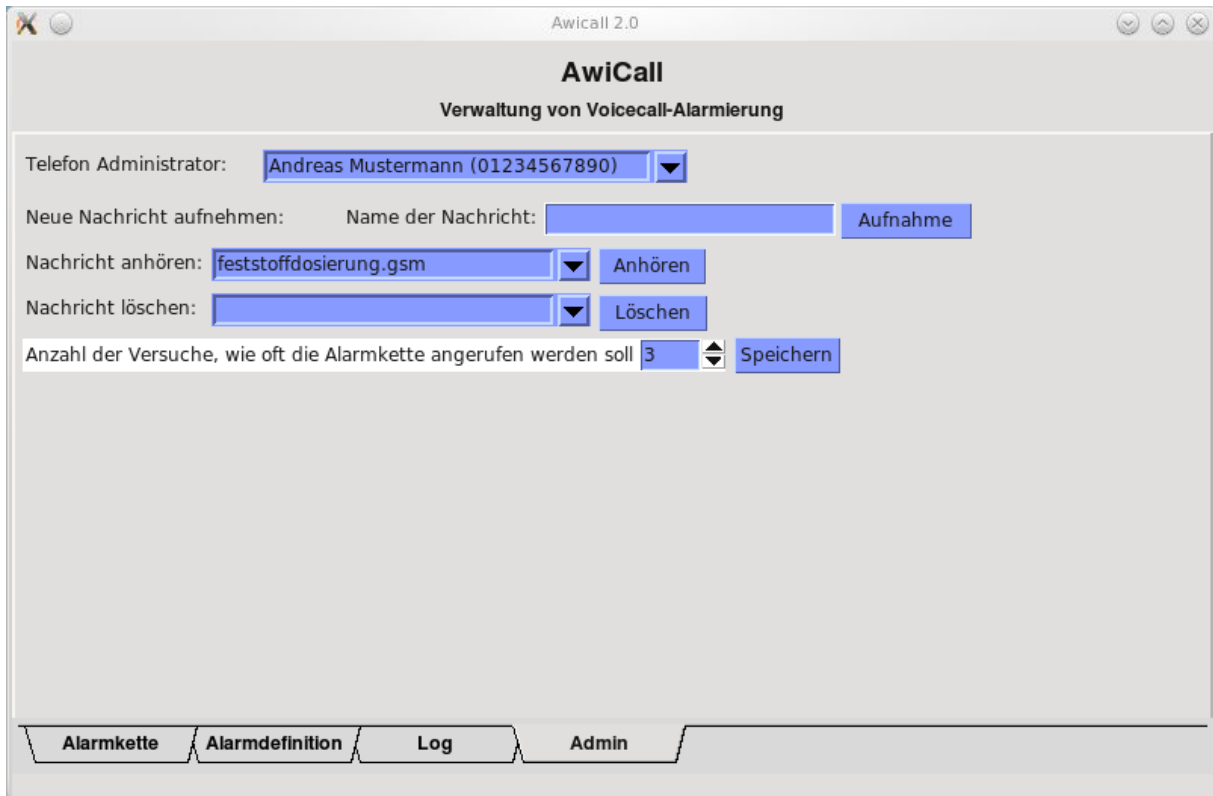 Awicall 2.0
AwiCall
Verwaltung von Voicecall-Alarmierung
Telefon Administrator: Andreas Mustermann (01234567890)
Neue Nachricht aufnehmen: Name der Nachricht: Aufnahme
Nachricht anhören: feststoffdosierung.gsm Anhören
Nachricht löschen: Löschen
Anzahl der Versuche, wie oft die Alarmkette angerufen werden soll 3 Speichern
Alarmkette Alarmdefinition Log Admin